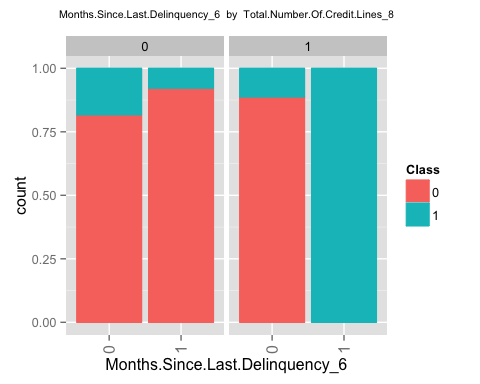 Months.Since.Last.Delinquency_6 by Total.Number.Of.Credit.Lines_8
0 1
1.00
0.75
0.50
0.25
0.00
count
0 1 0 1
Months.Since.Last.Delinquency_6
Class
0
1